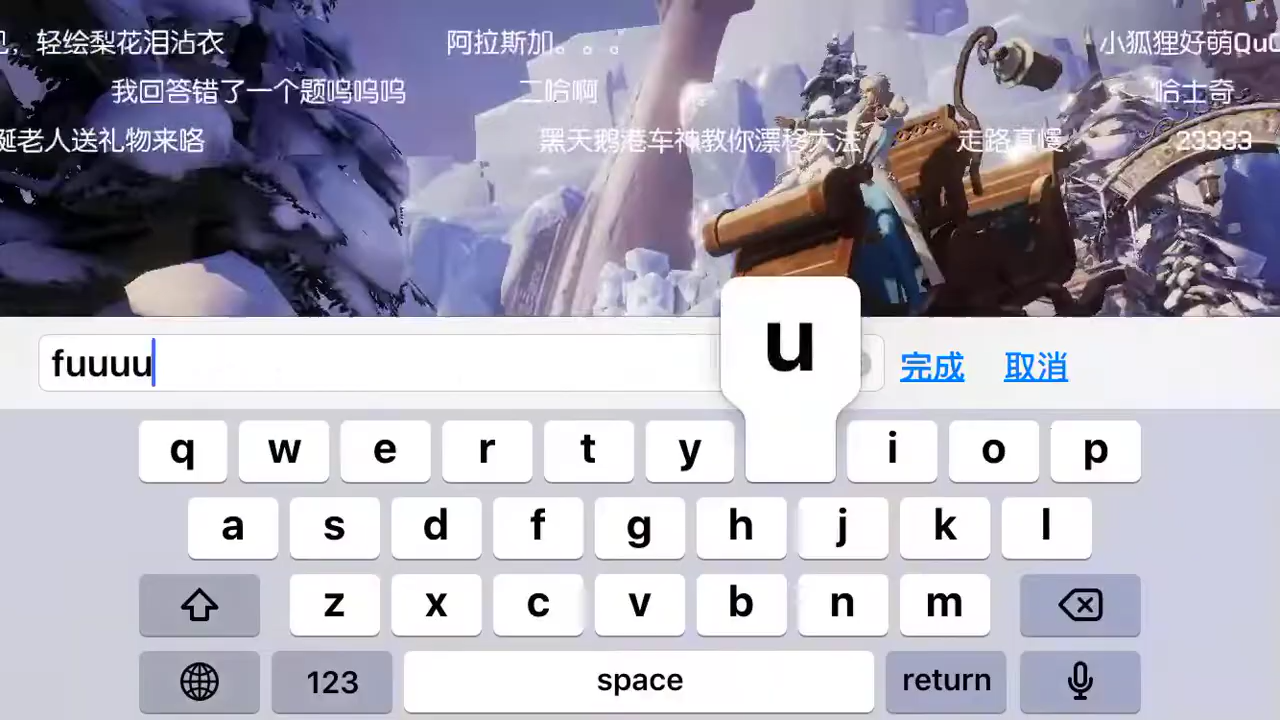 轻绘梨花泪沾衣 阿拉斯加。。。 小狐狸好萌Qu
我回答错了一个题呜呜呜 二哈啊 哈士奇
诞老人送礼物来咯 黑天鹅港车神教你漂移大法 走路真慢 23333
u
fuuuu 完成 取消
q w e r t y i o p
a s d f g h j k l
z x c v b n m
123 space return